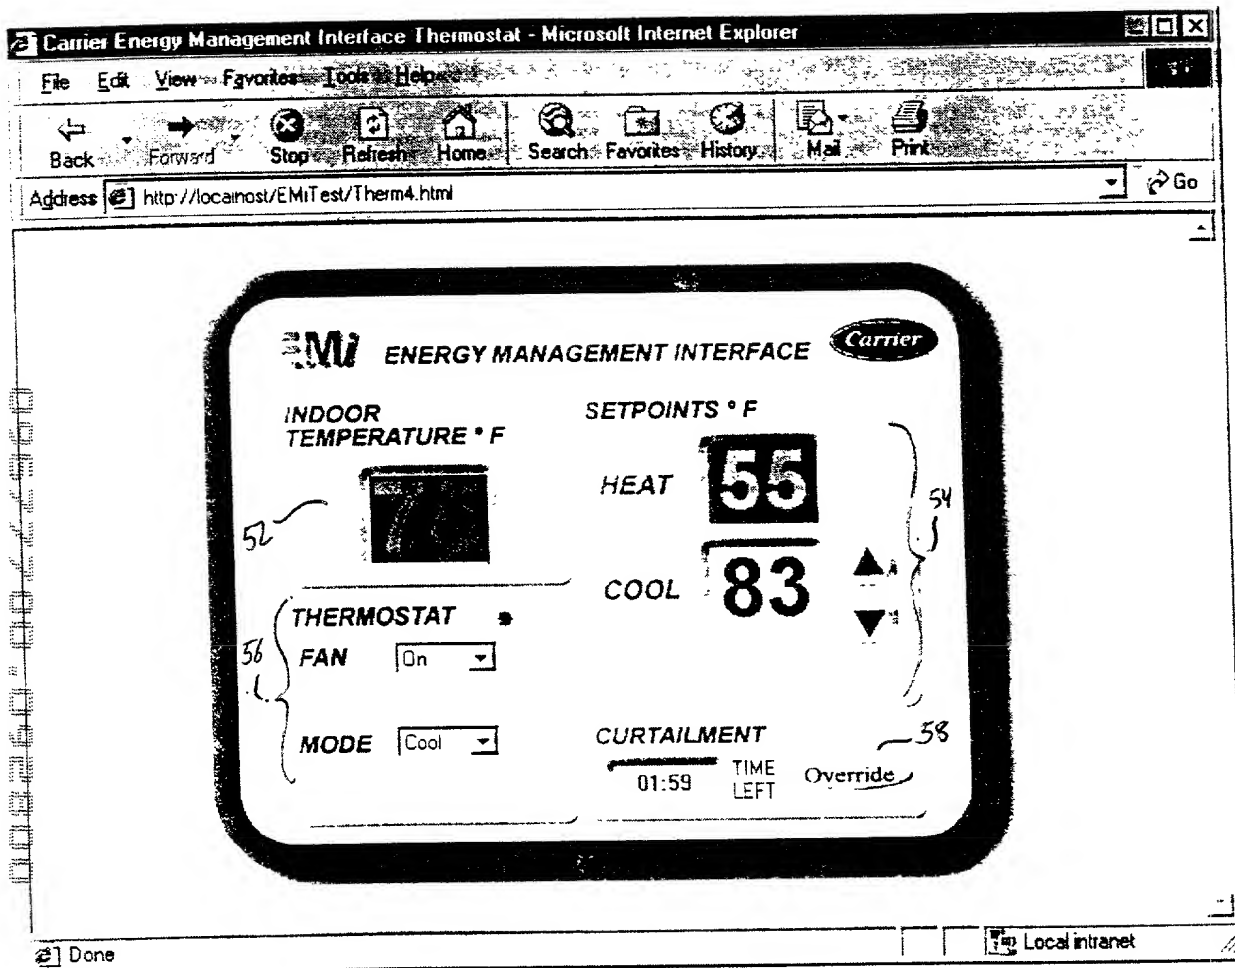 Carrier Energy Management Interface Thermostat - Microsoft Internet Explorer
File Edit View Favorites Tools Help
Back Forward Stop Refresh Home Search Favorites History Mail Print
Address http://localhost/EMiTest/Therm4.html Go
EMi ENERGY MANAGEMENT INTERFACE Carrier
INDOOR
TEMPERATURE ° F
SETPOINTS ° F
HEAT 55
54
52
COOL 83
THERMOSTAT
56
FAN On
MODE Cool
CURTAILMENT
58
01:59 TIME LEFT Override
Done Local intranet